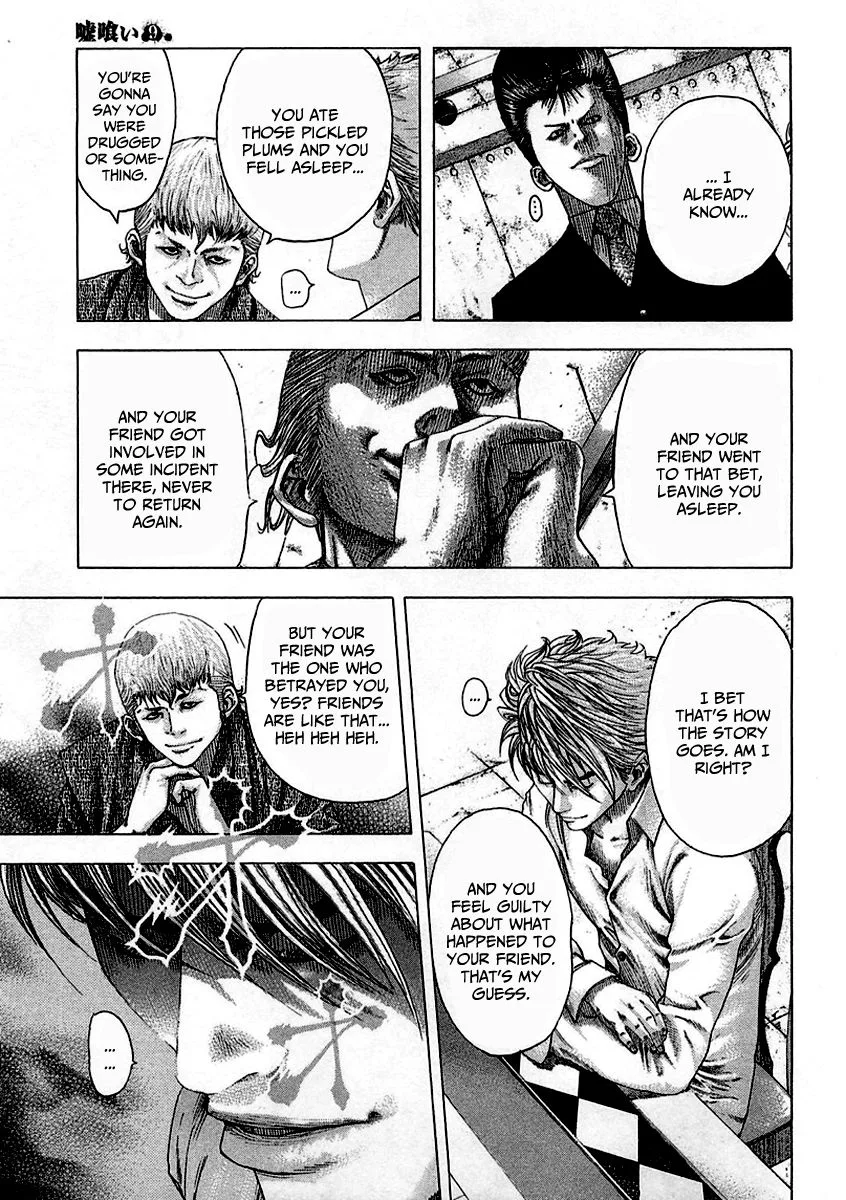 嘘喰い 9.
... I
ALREADY
KNOW...
...
YOU ATE
THOSE PICKLED
PLUMS AND YOU
FELL ASLEEP...
YOU'RE
GONNA
SAY YOU
WERE
DRUGGED
OR SOME-
THING.
...
AND YOUR
FRIEND WENT
TO THAT BET,
LEAVING YOU
ASLEEP.
AND YOUR
FRIEND GOT
INVOLVED IN
SOME INCIDENT
THERE, NEVER
TO RETURN
AGAIN.
I BET
THAT'S HOW
THE STORY
GOES. AM I
RIGHT?
...
AND YOU
FEEL GUILTY
ABOUT WHAT
HAPPENED TO
YOUR FRIEND.
THAT'S MY
GUESS.
BUT YOUR
FRIEND WAS
THE ONE WHO
BETRAYED YOU,
YES? FRIENDS
ARE LIKE THAT...
HEH HEH HEH.
...
...